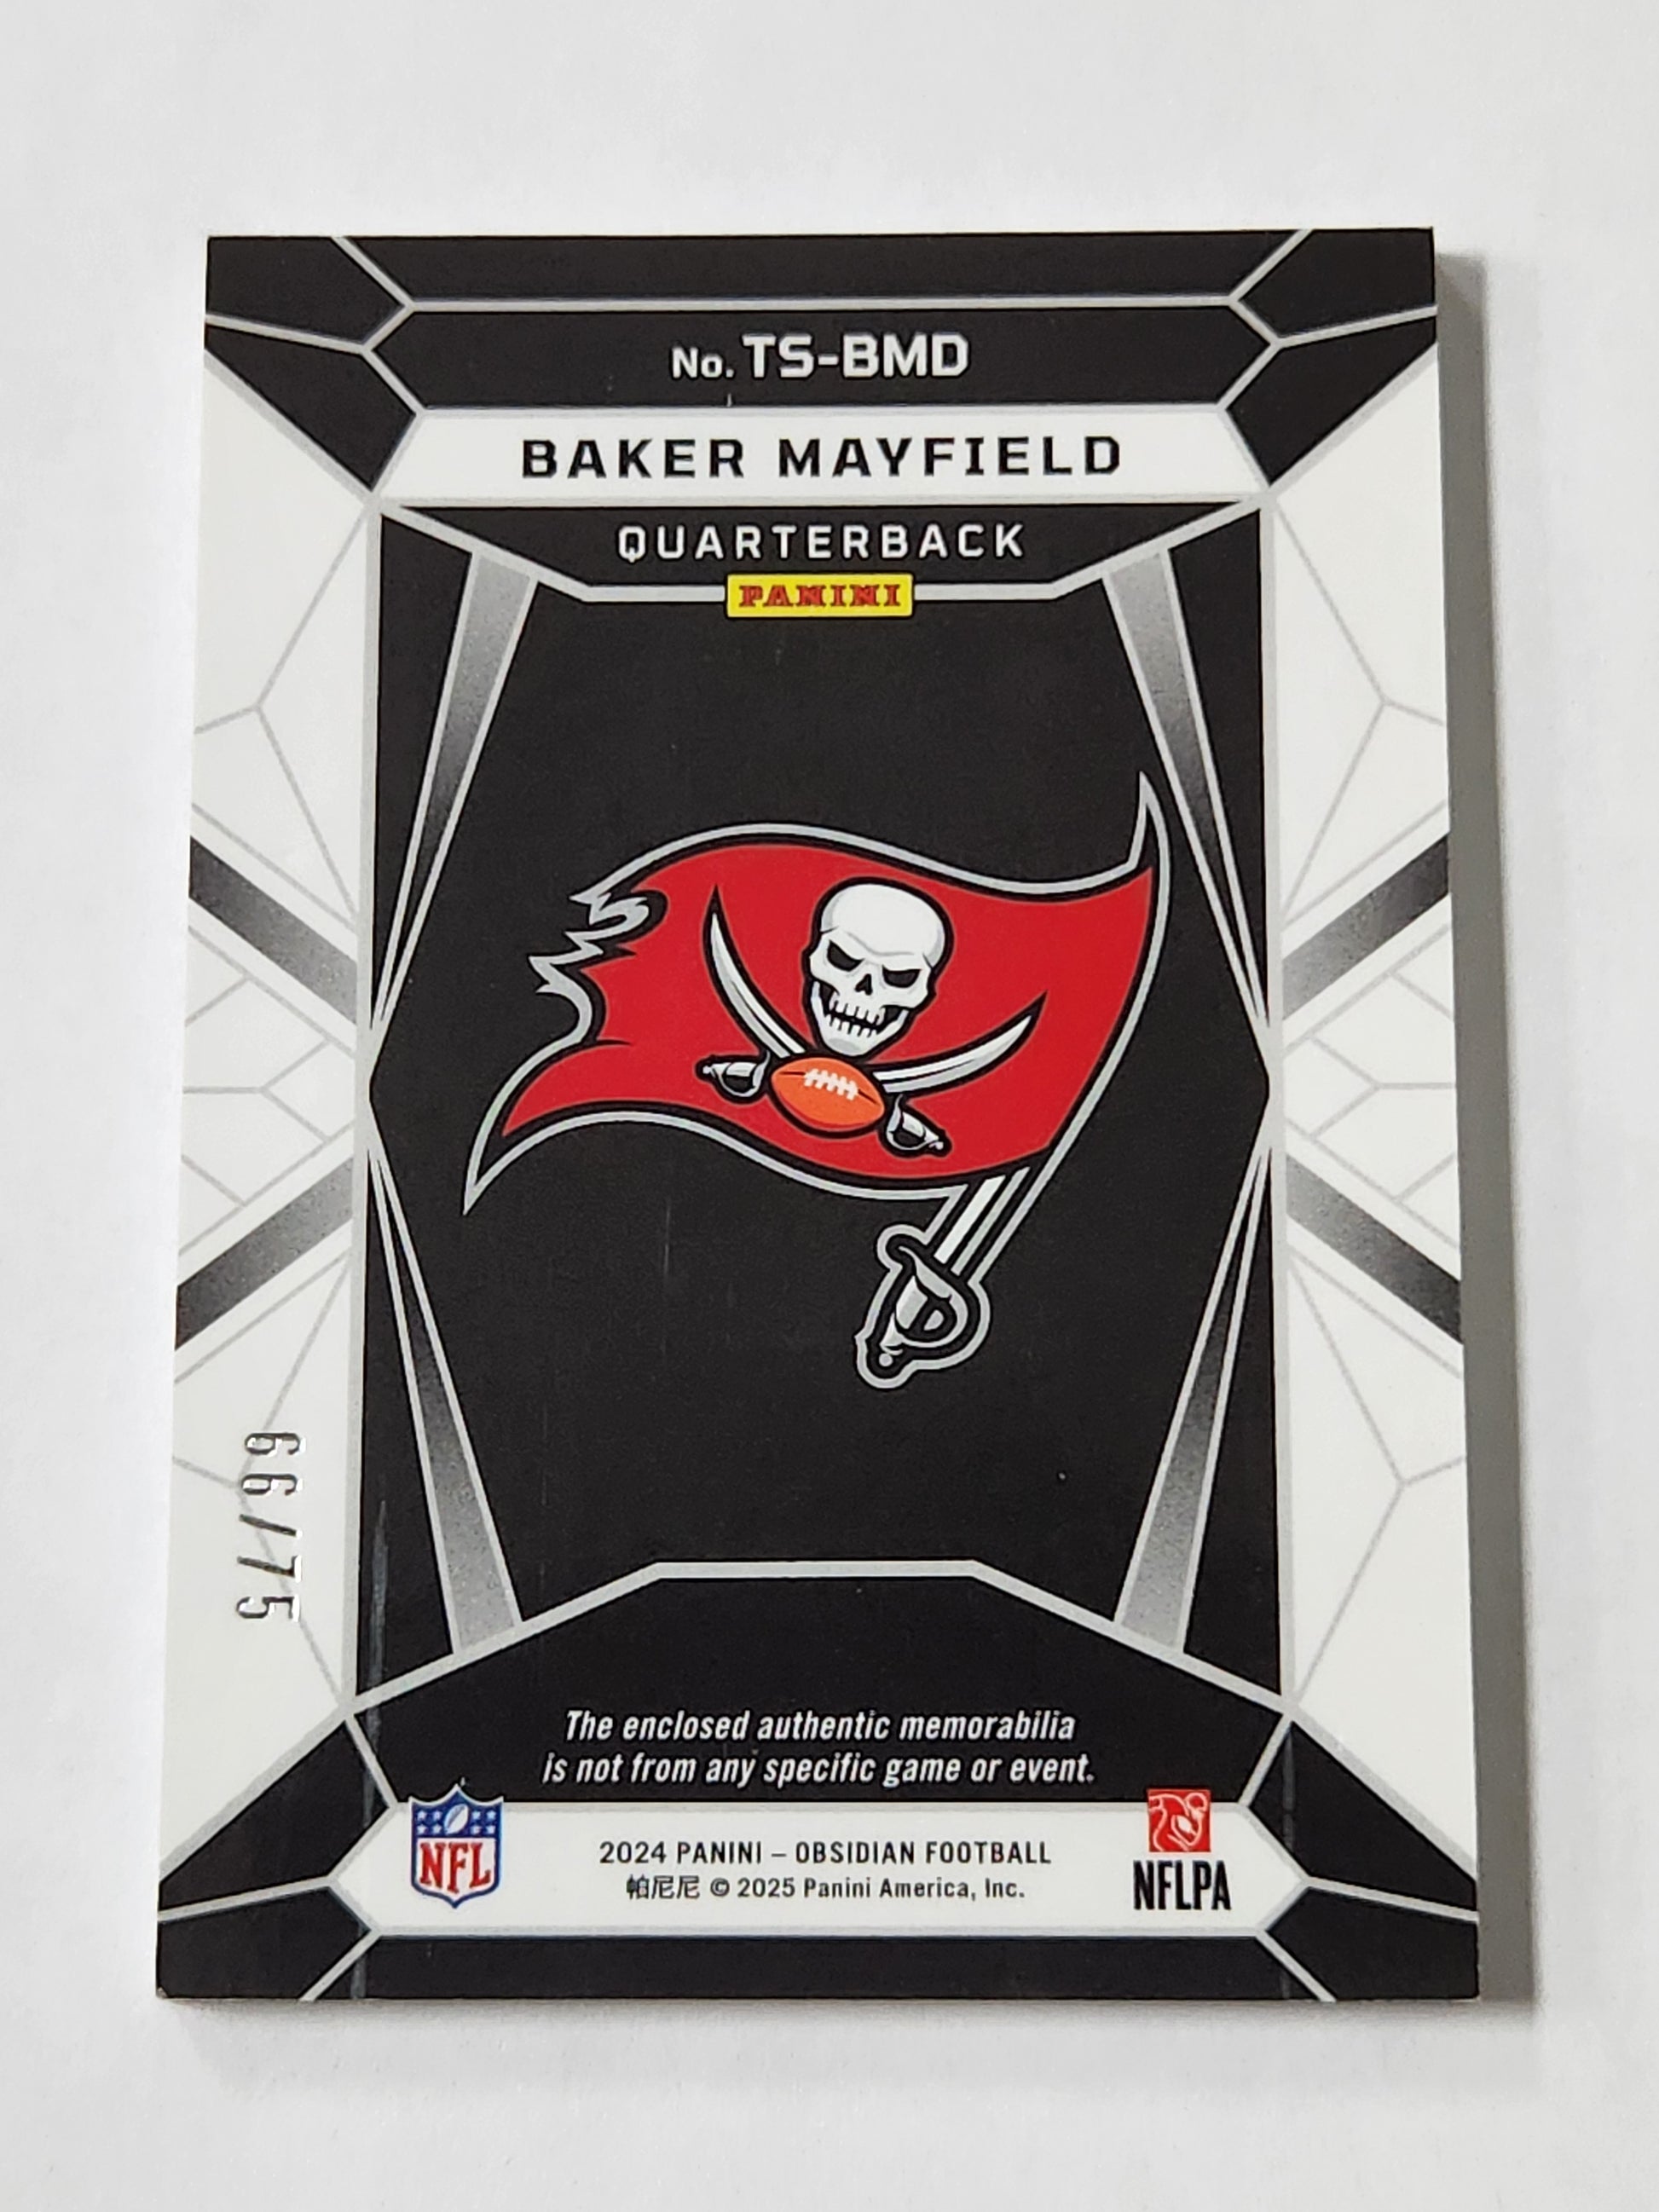 No. TS-BMD
BAKER MAYFIELD
QUARTERBACK
PANINI
66/75
The enclosed authentic memorabilia
is not from any specific game or event.
NFL
2024 PANINI – OBSIDIAN FOOTBALL
帕尼尼 © 2025 Panini America, Inc.
NFLPA